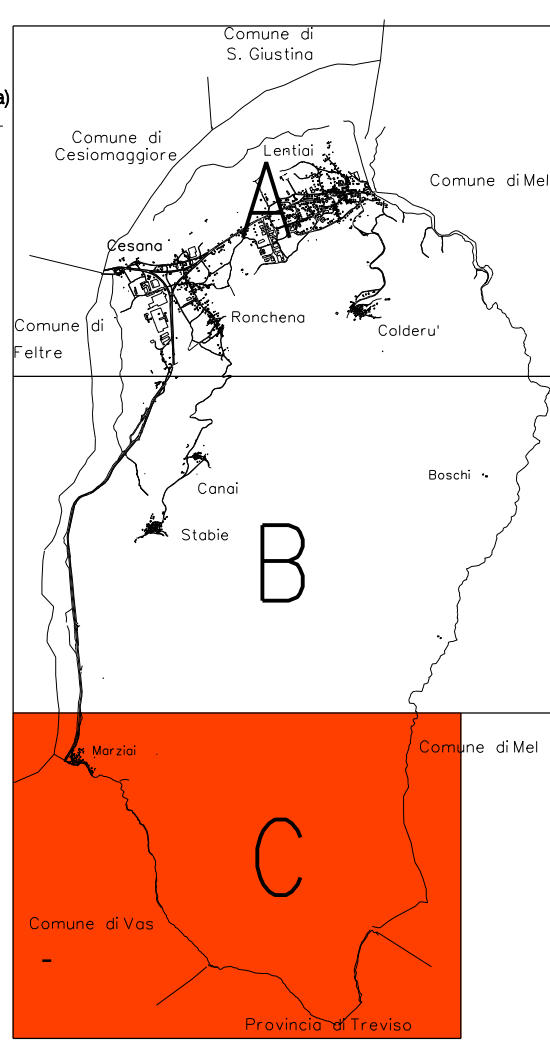 Comune di
S. Giustina
a)
Comune di
Cesiomaggiore
Lentiai
A
Comune di Mel
Cesana
Comune di
Feltre
Ronchena
Colderu'
Canai
Boschi
Stabie
B
Marziai
Comune di Mel
C
Comune di Vas
Provincia di Treviso